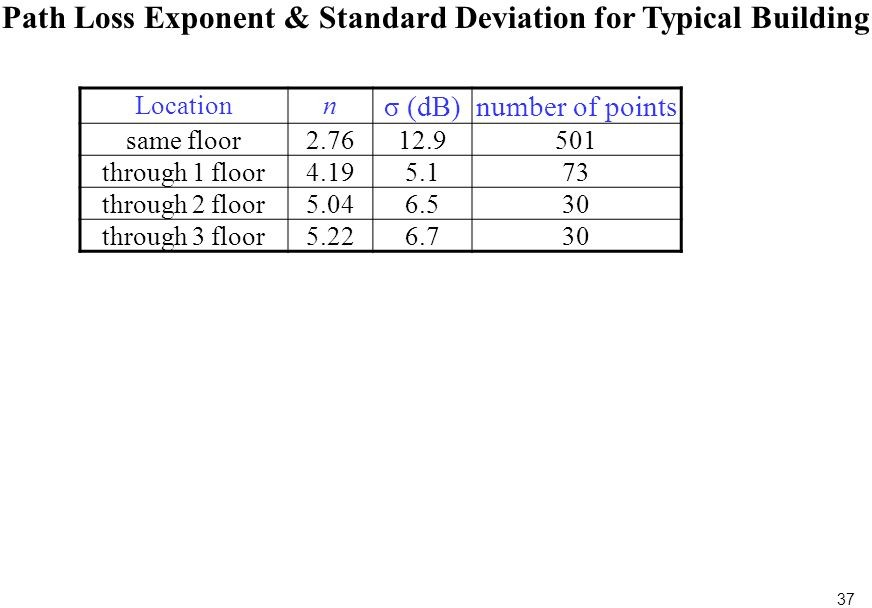 Path Loss Exponent & Standard Deviation for Typical Building
Location n σ (dB) number of points
same floor 2.76 12.9 501
through 1 floor 4.19 5.1 73
through 2 floor 5.04 6.5 30
through 3 floor 5.22 6.7 30
37